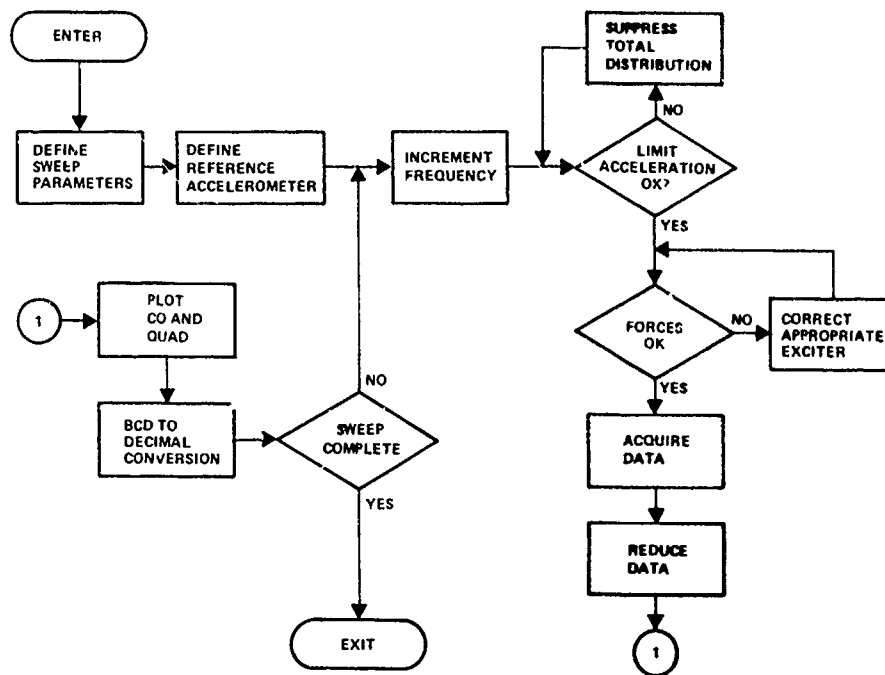 ENTER
DEFINE
SWEEP
PARAMETERS
DEFINE
REFERENCE
ACCELEROMETER
INCREMENT
FREQUENCY
SUPPRESS
TOTAL
DISTRIBUTION
NO
LIMIT
ACCELERATION
OK?
YES
FORCES
OK
NO
CORRECT
APPROPRIATE
EXCITER
YES
ACQUIRE
DATA
REDUCE
DATA
1
1
PLOT
CO AND
QUAD
BCD TO
DECIMAL
CONVERSION
NO
SWEEP
COMPLETE
YES
EXIT